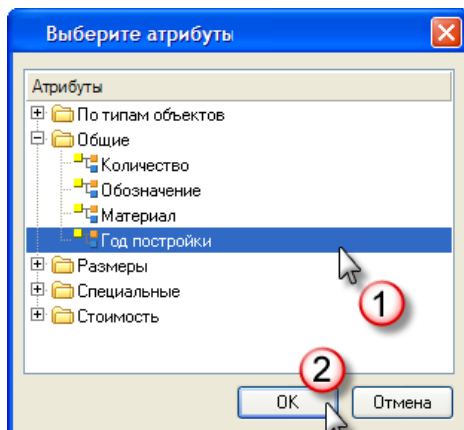 Выберите атрибуты
Атрибуты
По типам объектов
Общие
Количество
Обозначение
Материал
Год постройки
Размеры
Специальные
Стоимость
1
2
OK Отмена